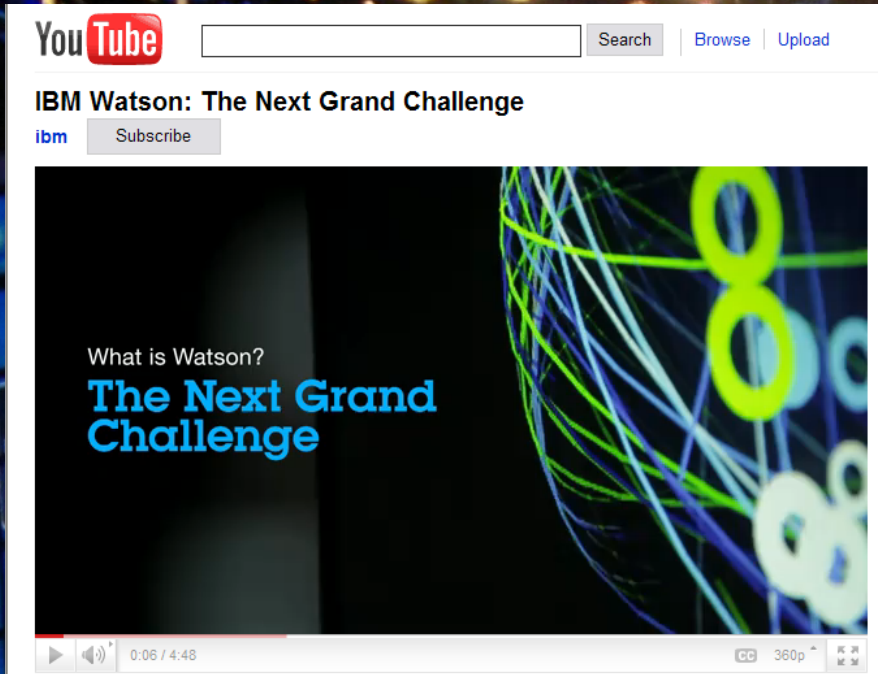 YouTube
Search
Browse
Upload
IBM Watson: The Next Grand Challenge
ibm
Subscribe
What is Watson?
The Next Grand
Challenge
0:06 / 4:48
CC
360p